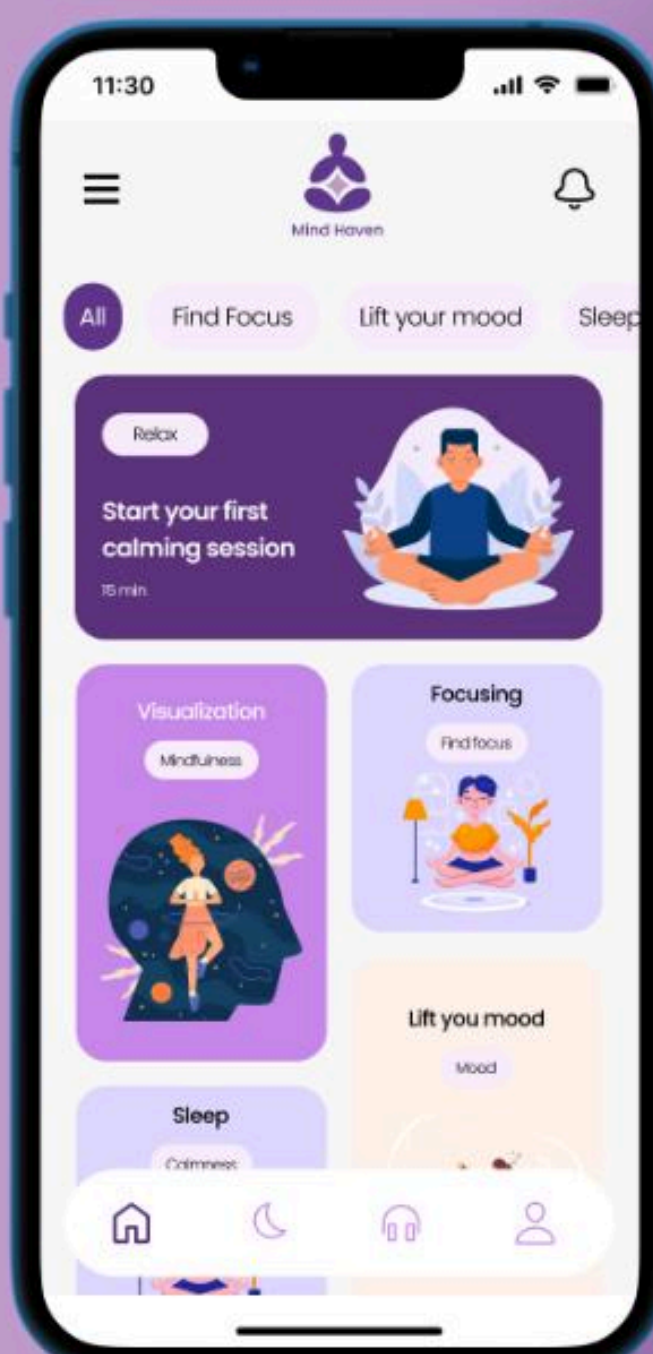 11:30
Mind Haven
All
Find Focus
Lift your mood
Sleep
Relax
Start your first
calming session
15 min
Visualization
Mindfulness
Focusing
Find focus
Lift you mood
Mood
Sleep
Calmness